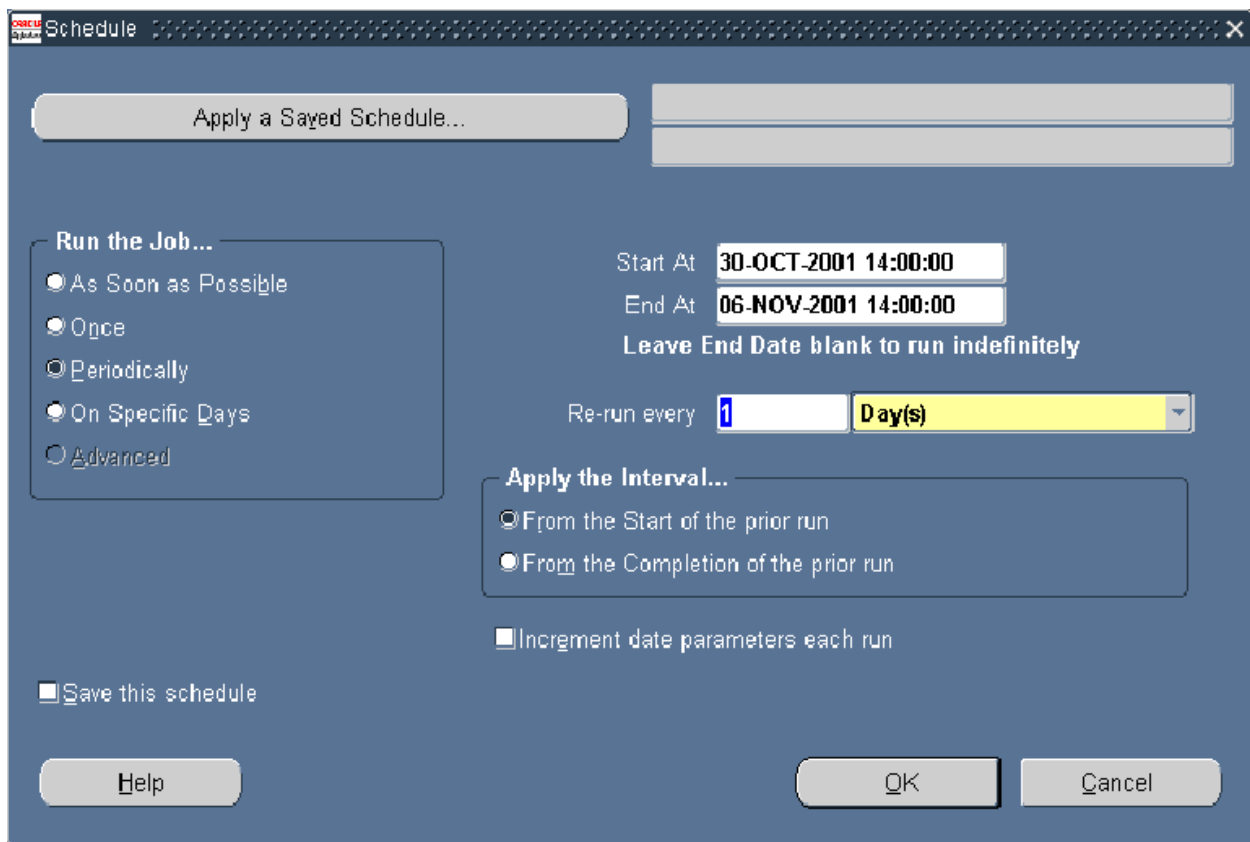 ORACLE
Schedule
Apply a Saved Schedule...
Run the Job...
As Soon as Possible
Once
Periodically
On Specific Days
Advanced
Start At 30-OCT-2001 14:00:00
End At 06-NOV-2001 14:00:00
Leave End Date blank to run indefinitely
Re-run every 1 Day(s)
Apply the Interval...
From the Start of the prior run
From the Completion of the prior run
Increment date parameters each run
Save this schedule
Help
OK
Cancel